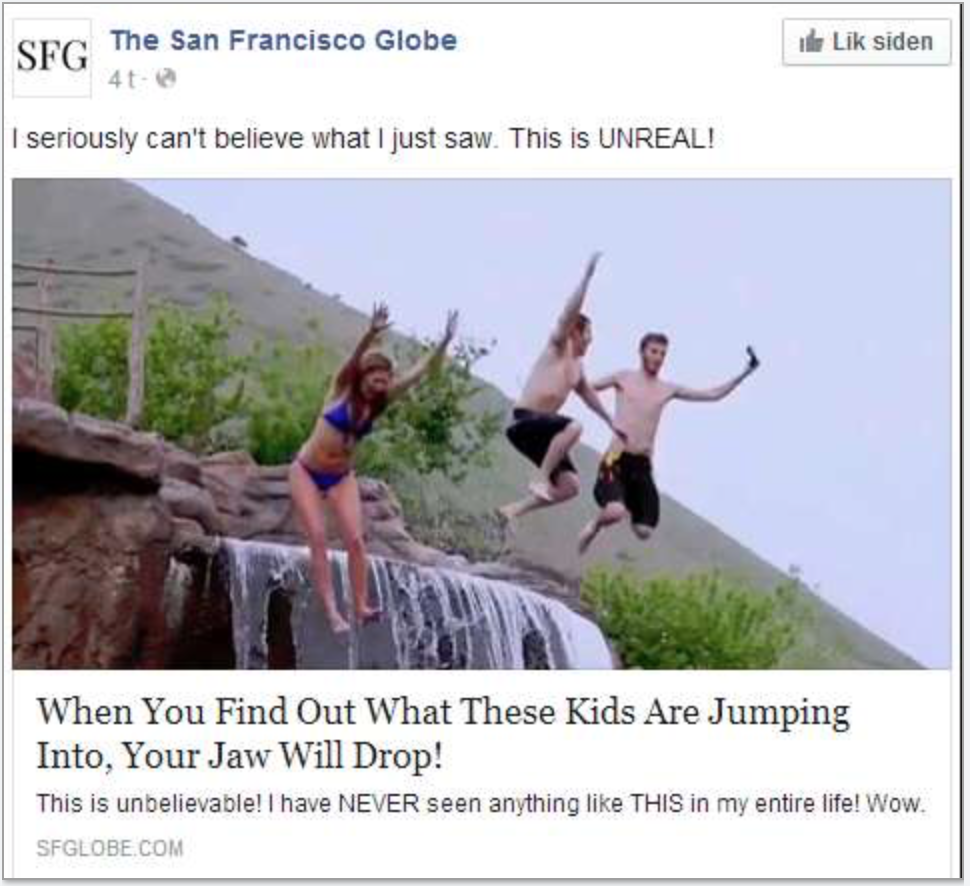 SFG
The San Francisco Globe
Lik siden
4 t ·
I seriously can't believe what I just saw. This is UNREAL!
When You Find Out What These Kids Are Jumping
Into, Your Jaw Will Drop!
This is unbelievable! I have NEVER seen anything like THIS in my entire life! Wow.
SFGLOBE.COM